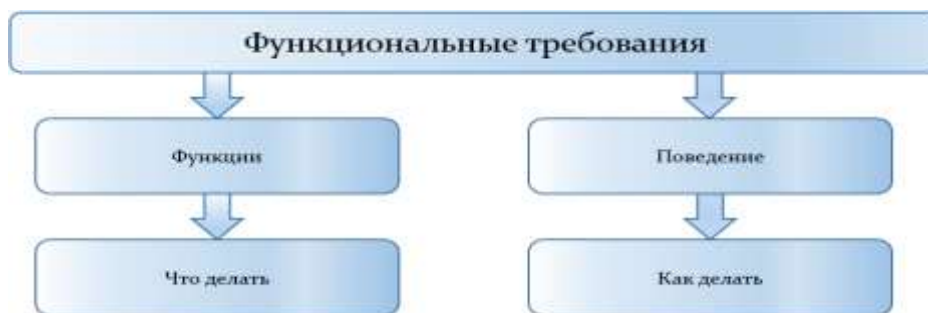 Функциональные требования
Функции
Поведение
Что делать
Как делать